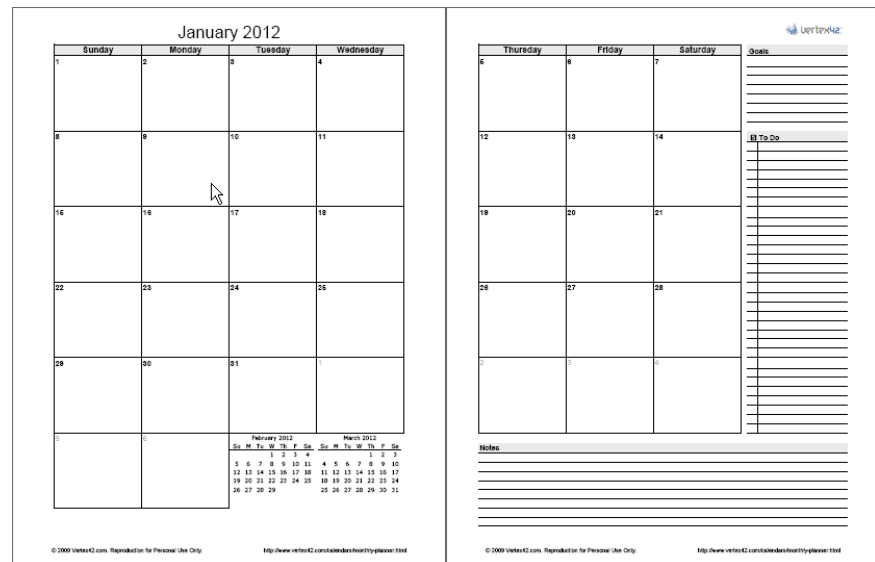 January 2012
Sunday Monday Tuesday Wednesday
1 2 3 4
8 9 10 11
15 16 17 18
22 23 24 25
29 30 31 1
5 6
February 2012
Su M Tu W Th F Sa
1 2 3 4
5 6 7 8 9 10 11
12 13 14 15 16 17 18
19 20 21 22 23 24 25
26 27 28 29
March 2012
Su M Tu W Th F Sa
1 2 3
4 5 6 7 8 9 10
11 12 13 14 15 16 17
18 19 20 21 22 23 24
25 26 27 28 29 30 31
© 2009 Vertex42.com. Reproduction for Personal Use Only. http://www.vertex42.com/calendars/monthly-planner.html
vertex42
Thursday Friday Saturday
5 6 7
12 13 14
19 20 21
26 27 28
2 3 4
Goals
☑ To Do
Notes
© 2009 Vertex42.com. Reproduction for Personal Use Only. http://www.vertex42.com/calendars/monthly-planner.html